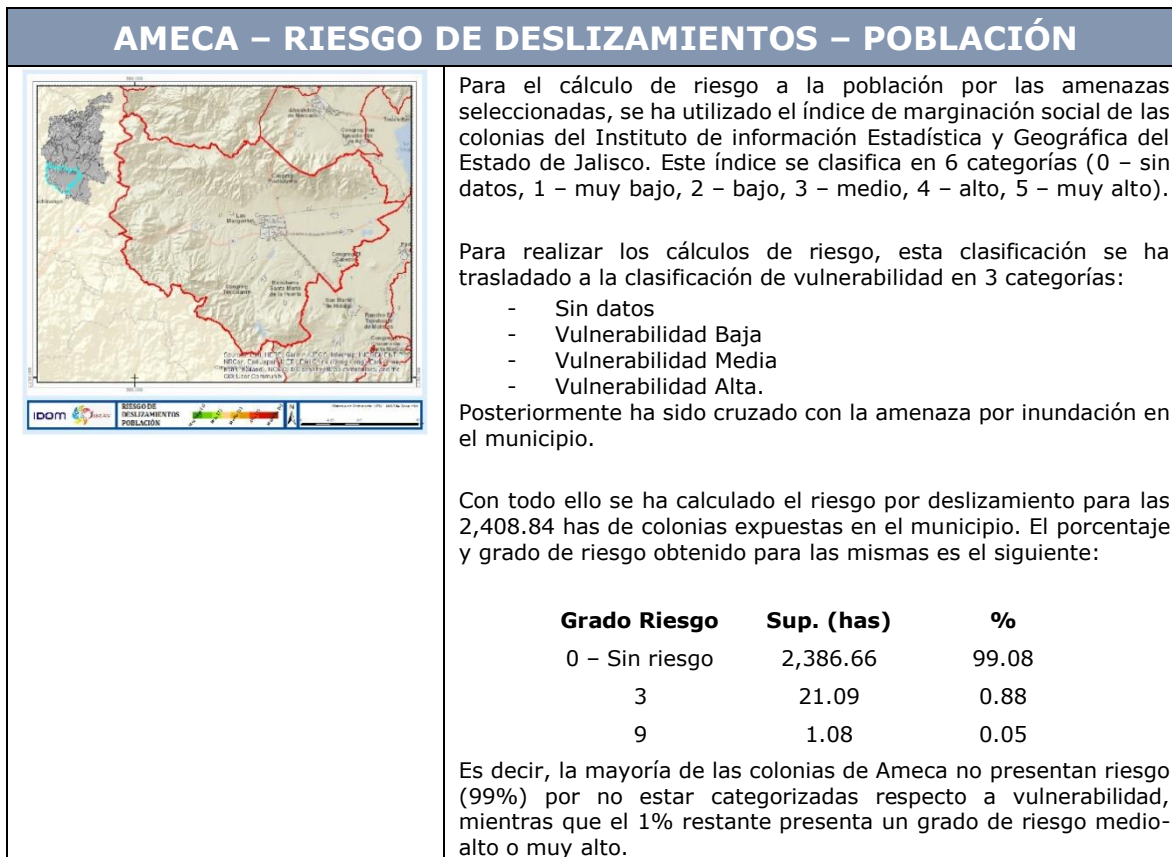 AMECA – RIESGO DE DESLIZAMIENTOS – POBLACIÓN
Para el cálculo de riesgo a la población por las amenazas
seleccionadas, se ha utilizado el índice de marginación social de las
colonias del Instituto de información Estadística y Geográfica del
Estado de Jalisco. Este índice se clasifica en 6 categorías (0 – sin
datos, 1 – muy bajo, 2 – bajo, 3 – medio, 4 – alto, 5 – muy alto).
Para realizar los cálculos de riesgo, esta clasificación se ha
trasladado a la clasificación de vulnerabilidad en 3 categorías:
- Sin datos
- Vulnerabilidad Baja
- Vulnerabilidad Media
- Vulnerabilidad Alta.
Posteriormente ha sido cruzado con la amenaza por inundación en
el municipio.
Con todo ello se ha calculado el riesgo por deslizamiento para las
2,408.84 has de colonias expuestas en el municipio. El porcentaje
y grado de riesgo obtenido para las mismas es el siguiente:
Grado Riesgo Sup. (has) %
0 – Sin riesgo 2,386.66 99.08
3 21.09 0.88
9 1.08 0.05
Es decir, la mayoría de las colonias de Ameca no presentan riesgo
(99%) por no estar categorizadas respecto a vulnerabilidad,
mientras que el 1% restante presenta un grado de riesgo medio-
alto o muy alto.
IDOM
RIESGO DE
DESLIZAMIENTOS
POBLACIÓN